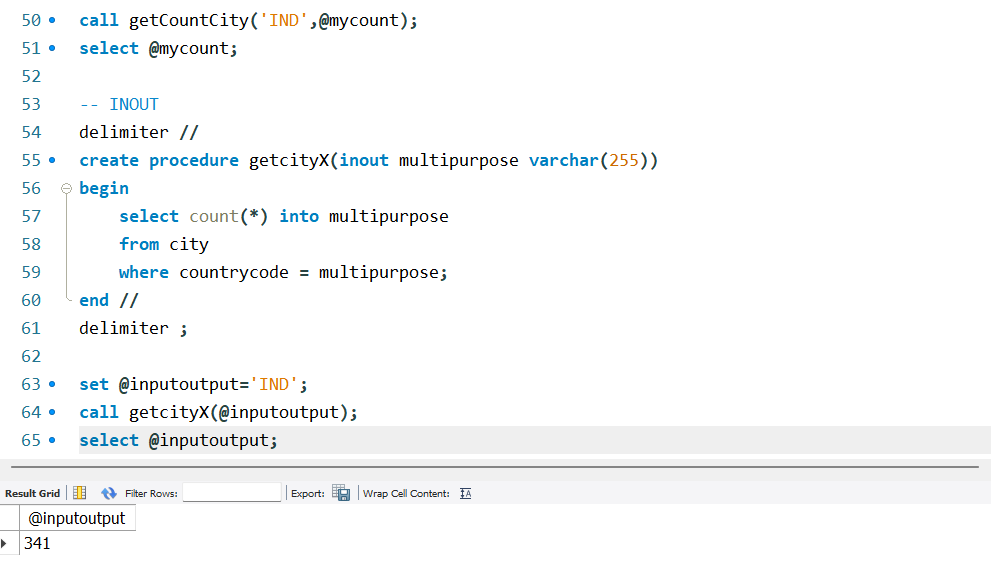 50 call getCountCity('IND',@mycount);
51 select @mycount;
52
53 -- INOUT
54 delimiter //
55 create procedure getcityX(inout multipurpose varchar(255))
56 begin
57 select count(*) into multipurpose
58 from city
59 where countrycode = multipurpose;
60 end //
61 delimiter ;
62
63 set @inputoutput='IND';
64 call getcityX(@inputoutput);
65 select @inputoutput;
Result Grid Filter Rows: Export: Wrap Cell Content: IA
@inputoutput
341